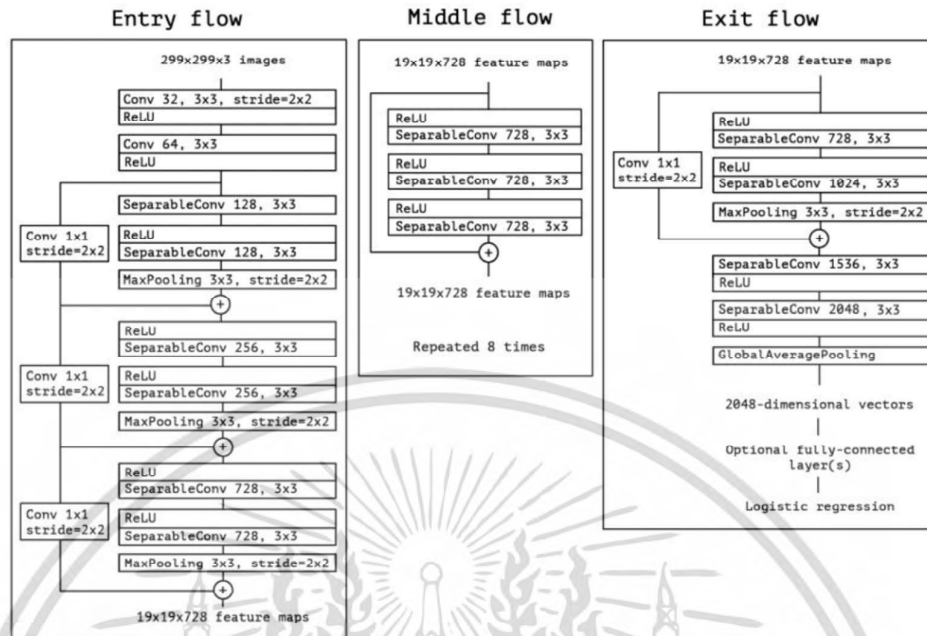 Entry flow
299x299x3 images
Conv 32, 3x3, stride=2x2
ReLU
Conv 64, 3x3
ReLU
SeparableConv 128, 3x3
Conv 1x1
stride=2x2
ReLU
SeparableConv 128, 3x3
MaxPooling 3x3, stride=2x2
+
ReLU
SeparableConv 256, 3x3
Conv 1x1
stride=2x2
ReLU
SeparableConv 256, 3x3
MaxPooling 3x3, stride=2x2
+
ReLU
SeparableConv 728, 3x3
Conv 1x1
stride=2x2
ReLU
SeparableConv 728, 3x3
MaxPooling 3x3, stride=2x2
+
19x19x728 feature maps
Middle flow
19x19x728 feature maps
ReLU
SeparableConv 728, 3x3
ReLU
SeparableConv 728, 3x3
ReLU
SeparableConv 728, 3x3
+
19x19x728 feature maps
Repeated 8 times
Exit flow
19x19x728 feature maps
ReLU
SeparableConv 728, 3x3
Conv 1x1
stride=2x2
ReLU
SeparableConv 1024, 3x3
MaxPooling 3x3, stride=2x2
+
SeparableConv 1536, 3x3
ReLU
SeparableConv 2048, 3x3
ReLU
GlobalAveragePooling
2048-dimensional vectors
Optional fully-connected
layer(s)
Logistic regression